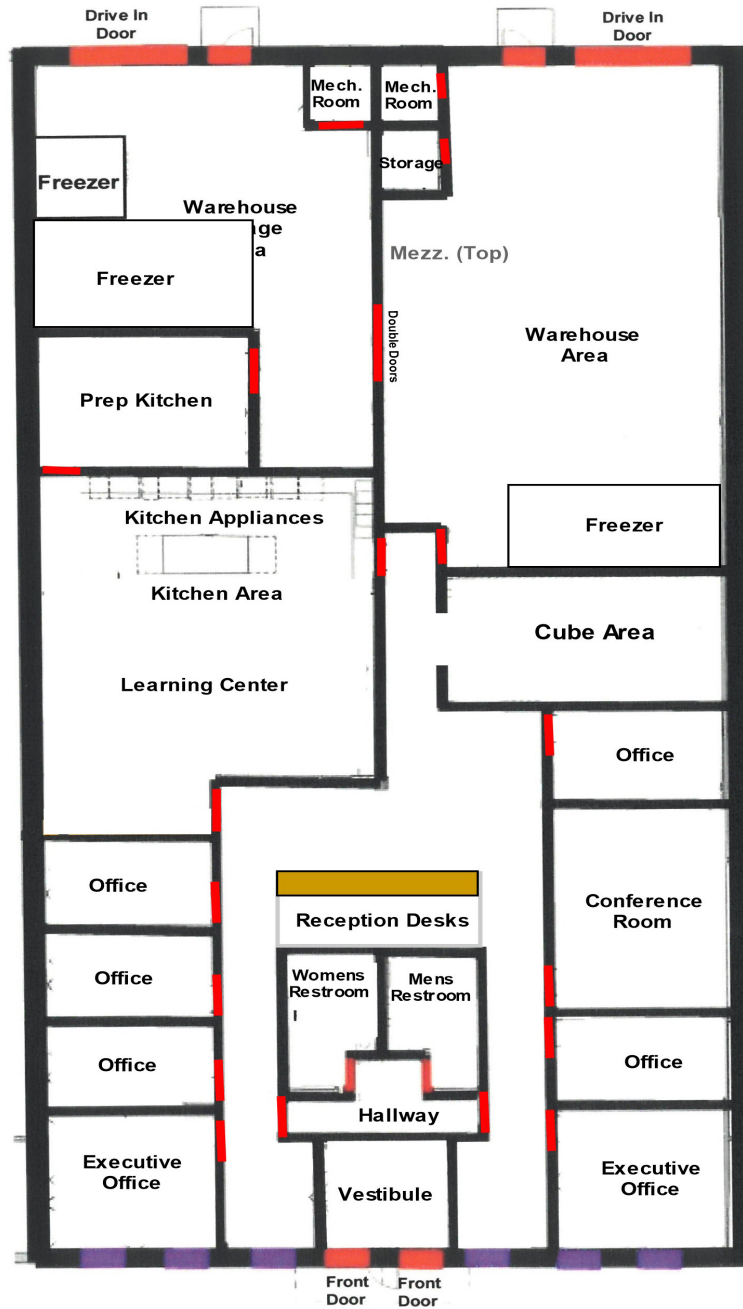 Drive In
Door
Drive In
Door
Mech.
Room
Mech.
Room
Storage
Freezer
Warehouse
Mezz. (Top)
Freezer
Double Doors
Warehouse
Area
Prep Kitchen
Kitchen Appliances
Freezer
Kitchen Area
Cube Area
Learning Center
Office
Office
Conference
Room
Reception Desks
Womens
Restroom
Mens
Restroom
Office
Office
Office
Hallway
Executive
Office
Executive
Office
Vestibule
Front
Door
Front
Door